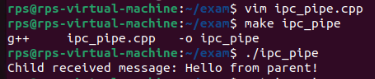 rps@rps-virtual-machine:~/exam$ vim ipc_pipe.cpp
rps@rps-virtual-machine:~/exam$ make ipc_pipe
g++     ipc_pipe.cpp   -o ipc_pipe
rps@rps-virtual-machine:~/exam$ ./ipc_pipe
Child received message: Hello from parent!